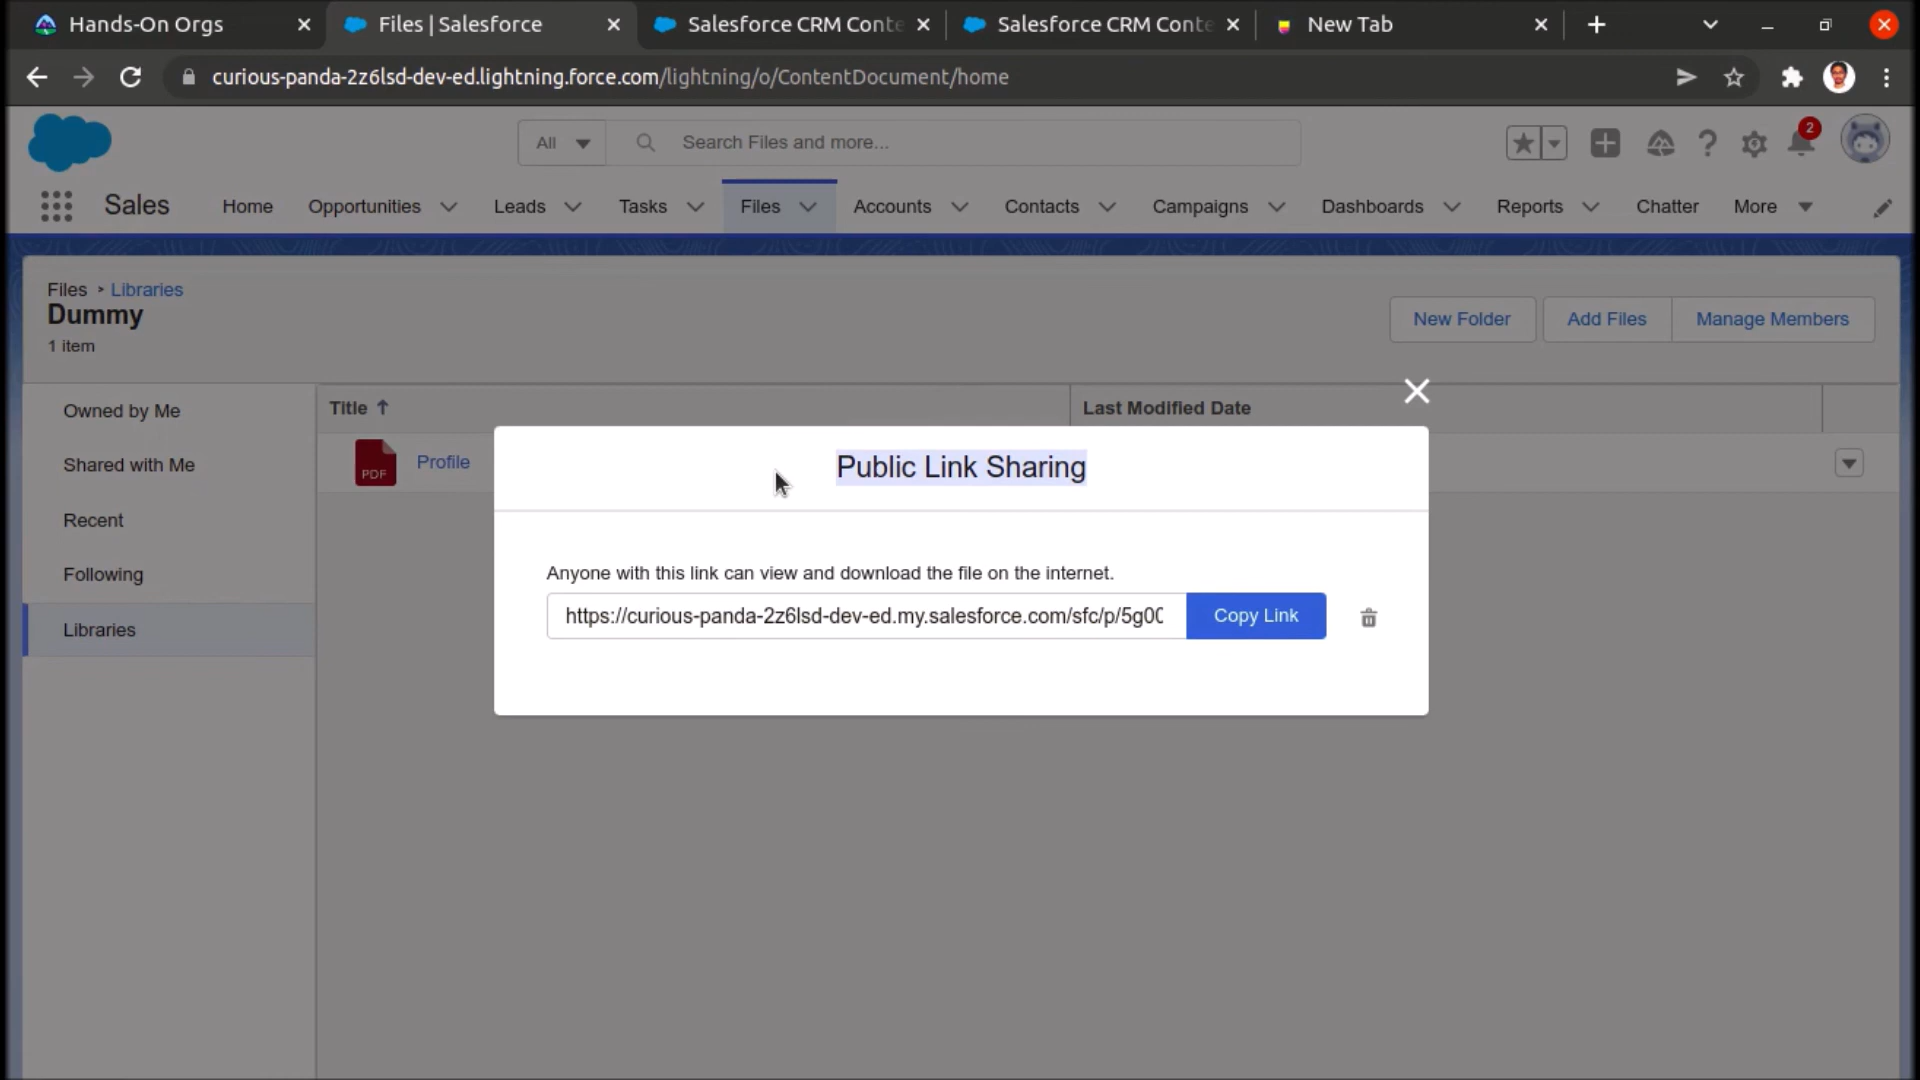 Hands-On Orgs
Files | Salesforce
Salesforce CRM Conte
Salesforce CRM Conte
New Tab
curious-panda-2z6lsd-dev-ed.lightning.force.com/lightning/o/ContentDocument/home
All
Search Files and more...
2
Sales
Home
Opportunities
Leads
Tasks
Files
Accounts
Contacts
Campaigns
Dashboards
Reports
Chatter
More
Files > Libraries
Dummy
1 item
New Folder
Add Files
Manage Members
Owned by Me
Shared with Me
Recent
Following
Libraries
Title
Last Modified Date
PDF
Profile
Public Link Sharing
Anyone with this link can view and download the file on the internet.
https://curious-panda-2z6lsd-dev-ed.my.salesforce.com/sfc/p/5g00
Copy Link